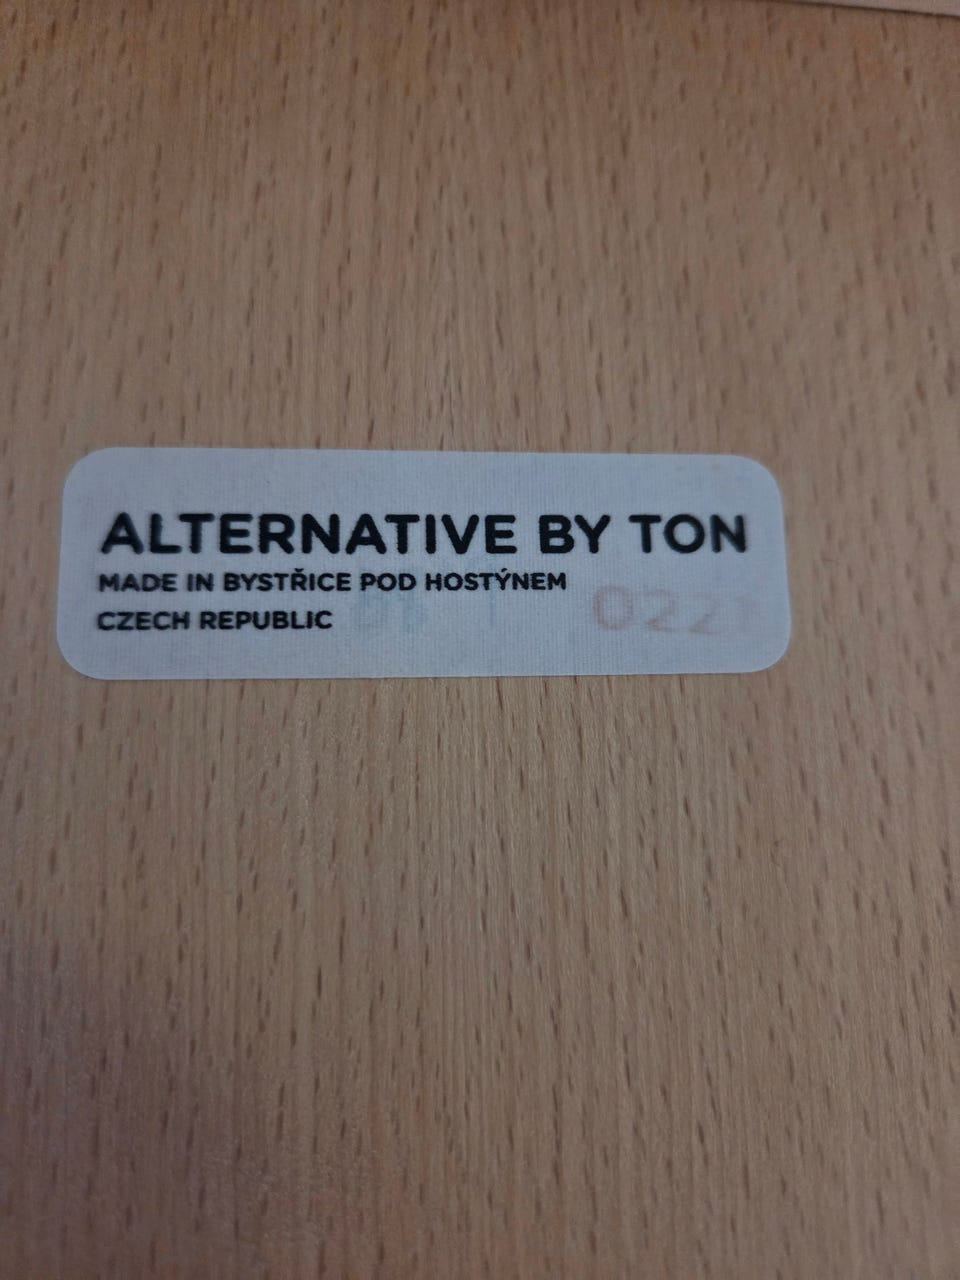 ALTERNATIVE BY TON
MADE IN BYSTŘICE POD HOSTÝNEM
CZECH REPUBLIC